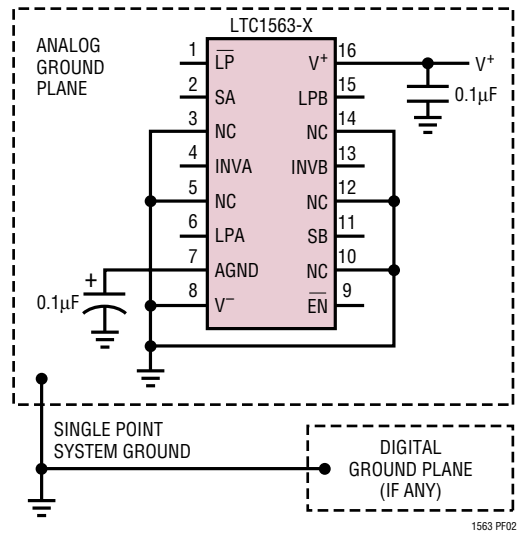 LTC1563-X
ANALOG
GROUND
PLANE
1
L̅P̅
2
SA
3
NC
4
INVA
5
NC
6
LPA
7
AGND
8
V–
16
V+
15
LPB
14
NC
13
INVB
12
NC
11
SB
10
NC
9
E̅N̅
V+
0.1µF
+
0.1µF
SINGLE POINT
SYSTEM GROUND
DIGITAL
GROUND PLANE
(IF ANY)
1563 PF02